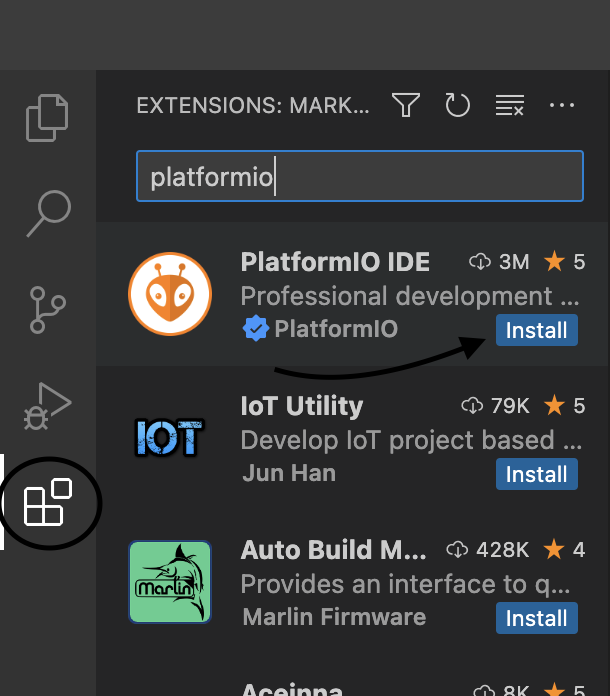 EXTENSIONS: MARK...
platformio
PlatformIO IDE 3M 5
Professional development ...
PlatformIO Install
IOT
IoT Utility 79K 5
Develop IoT project based ...
Jun Han Install
Marlin
Auto Build M... 428K 4
Provides an interface to q...
Marlin Firmware Install
Aceinna 8K 5